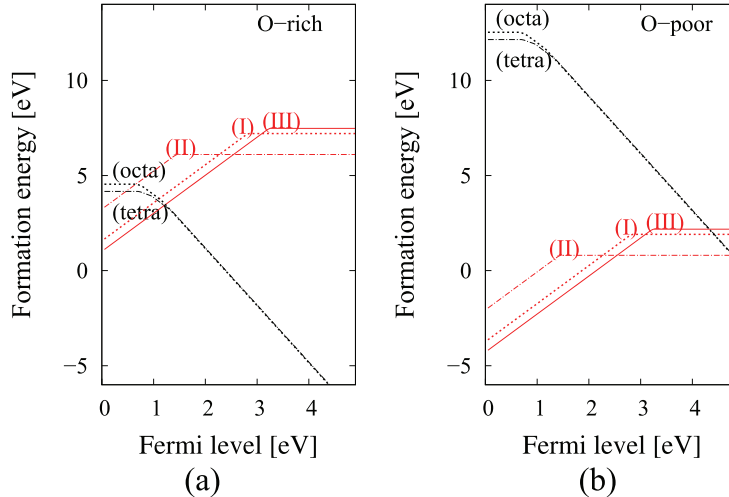 O−rich
Formation energy [eV]
10
5
0
−5
(I)
(III)
(II)
(octa)
(tetra)
0
1
2
3
4
Fermi level [eV]
(a)
O−poor
Formation energy [eV]
10
5
0
−5
(octa)
(tetra)
(I)
(III)
(II)
0
1
2
3
4
Fermi level [eV]
(b)